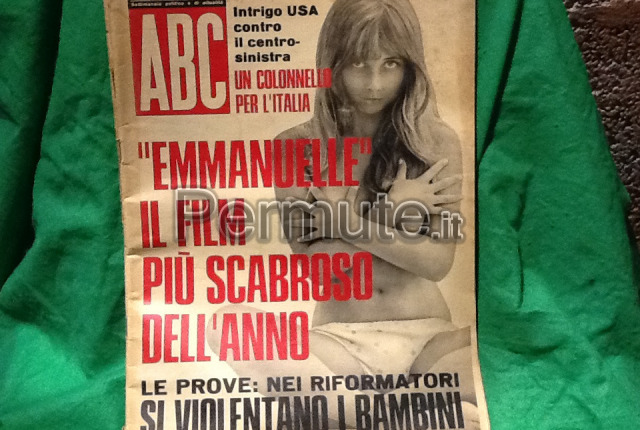 Settimanale politico e di attualità
ABC
Intrigo USA
contro
il centro-
sinistra
UN COLONNELLO
PER L'ITALIA
"EMMANUELLE"
IL FILM
PIÙ SCABROSO
DELL'ANNO
Permute.it
LE PROVE: NEI RIFORMATORI
SI VIOLENTANO I BAMBINI